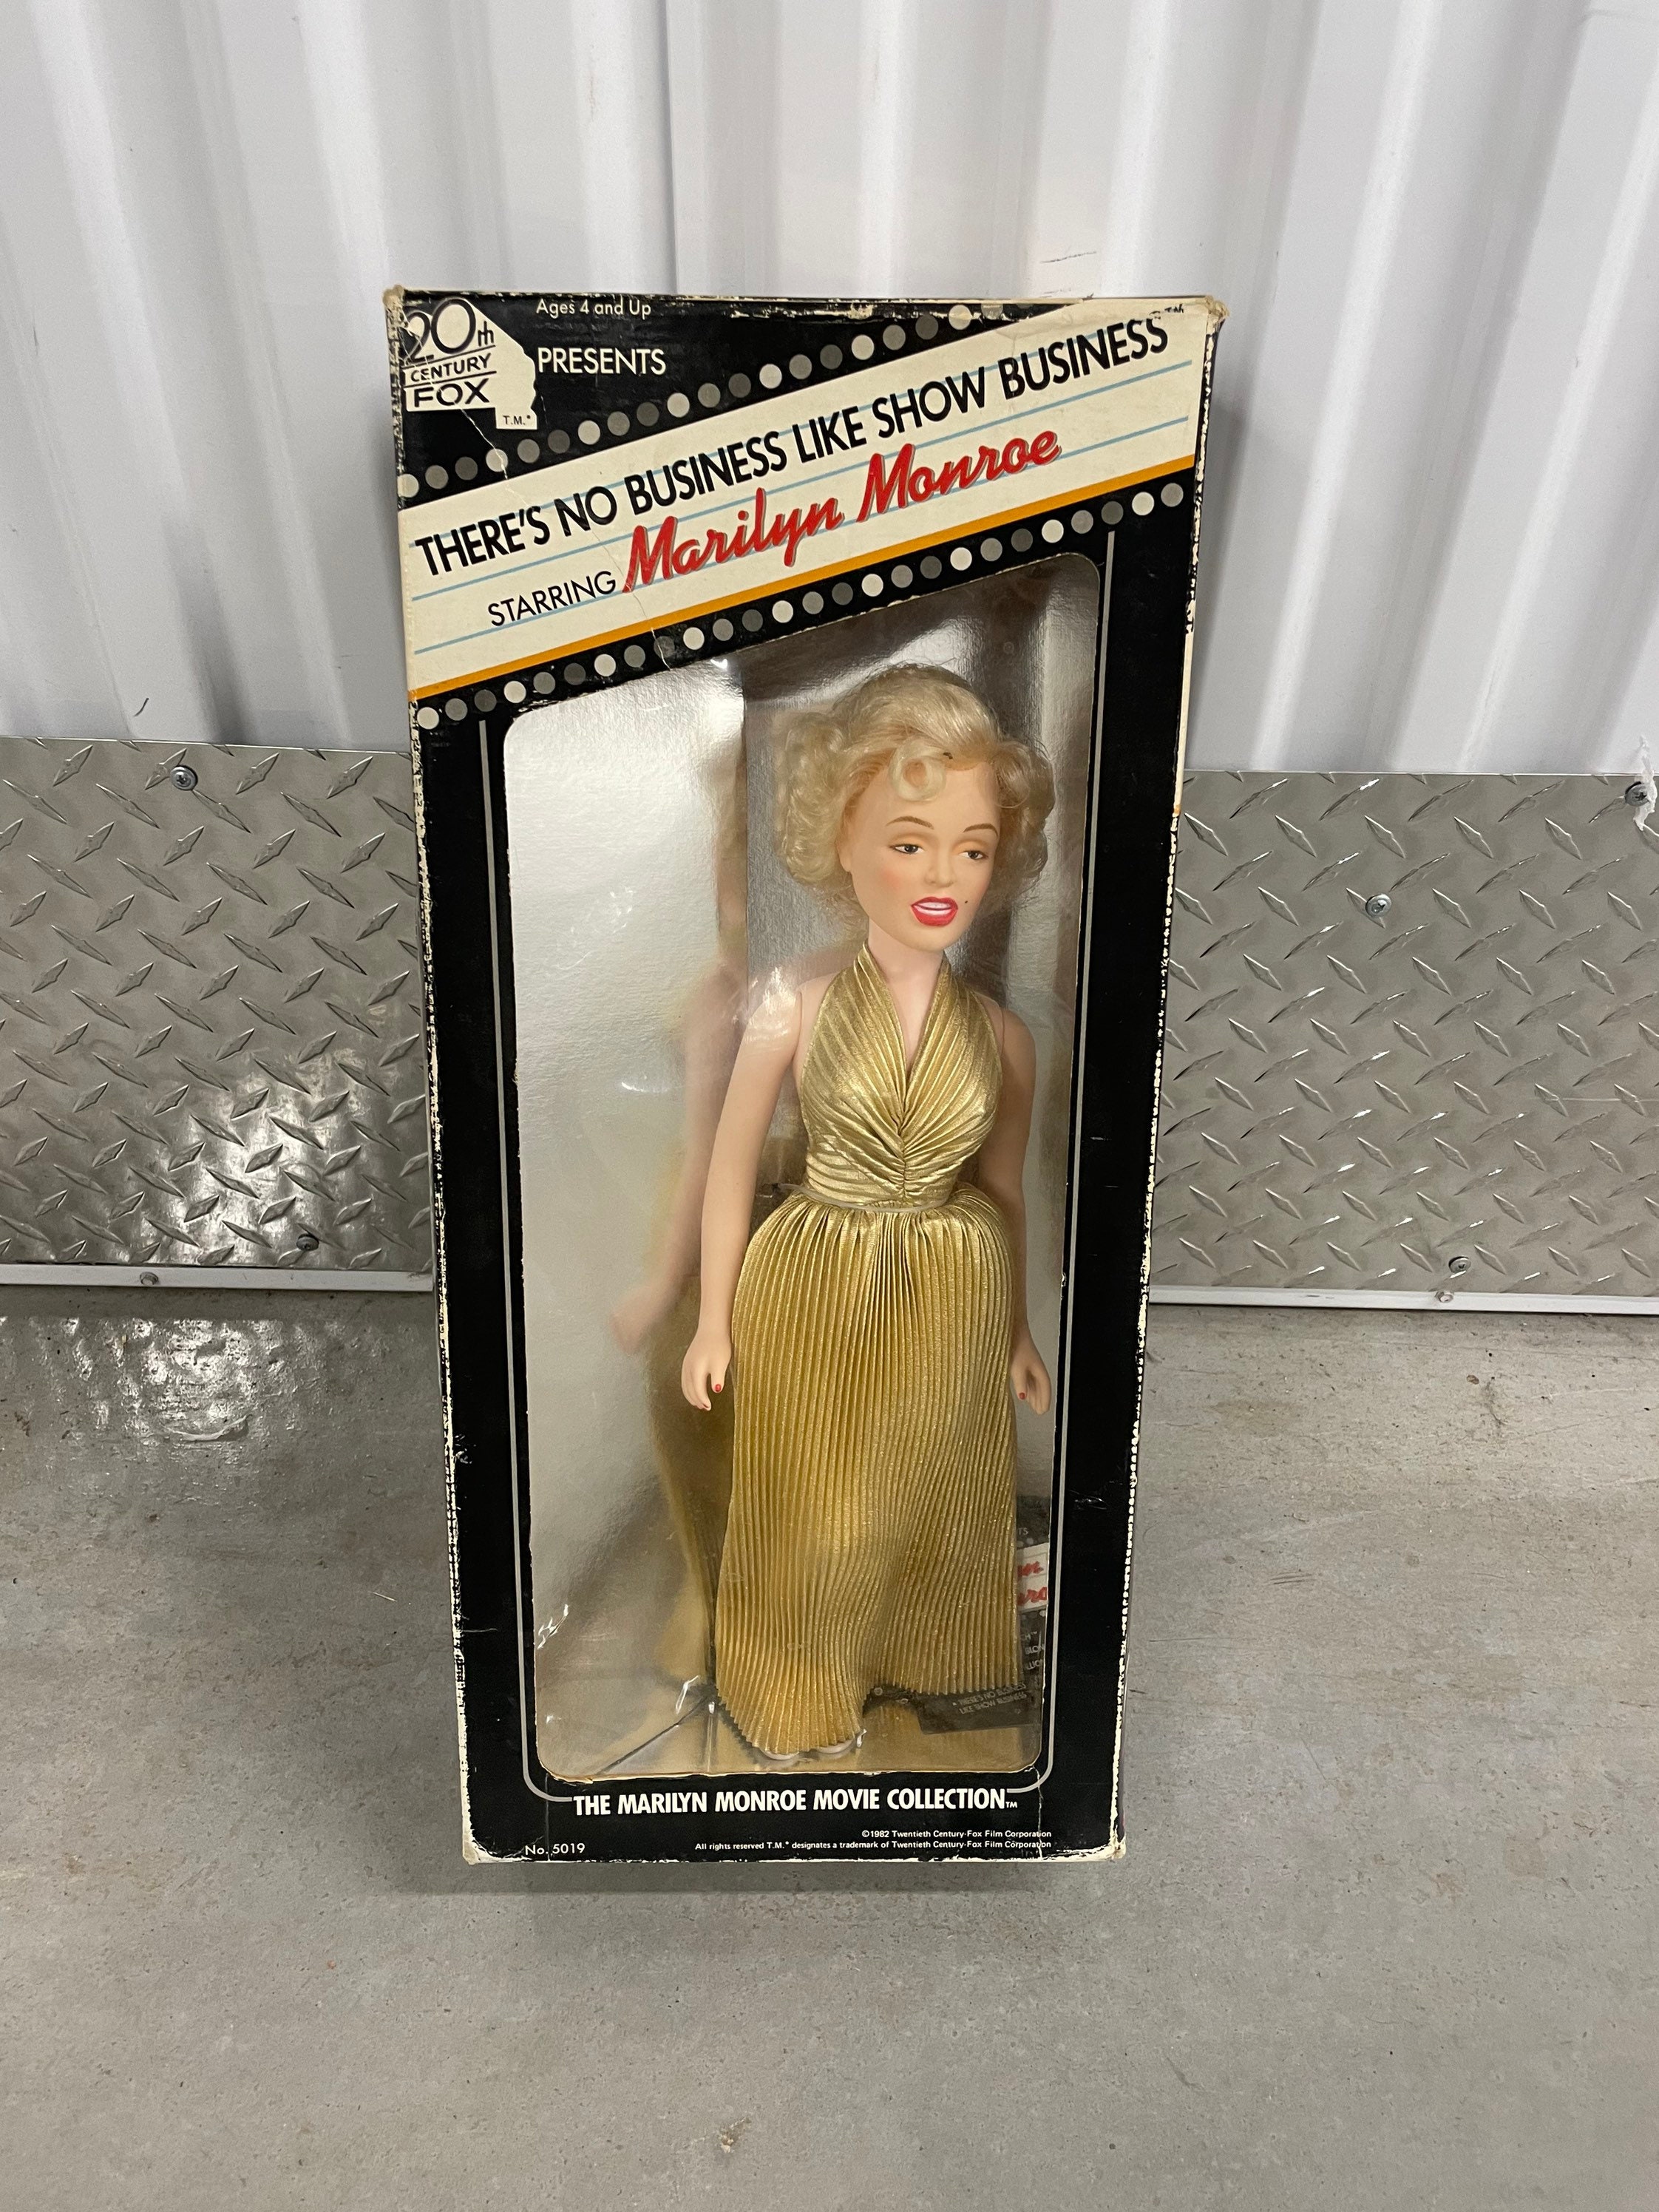 20th
CENTURY
FOX
T.M.*
Ages 4 and Up
PRESENTS
THERE'S NO BUSINESS LIKE SHOW BUSINESS
STARRING Marilyn Monroe
THE MARILYN MONROE MOVIE COLLECTION™
©1982 Twentieth Century-Fox Film Corporation
No. 5019
All rights reserved T.M.* designates a trademark of Twentieth Century-Fox Film Corporation